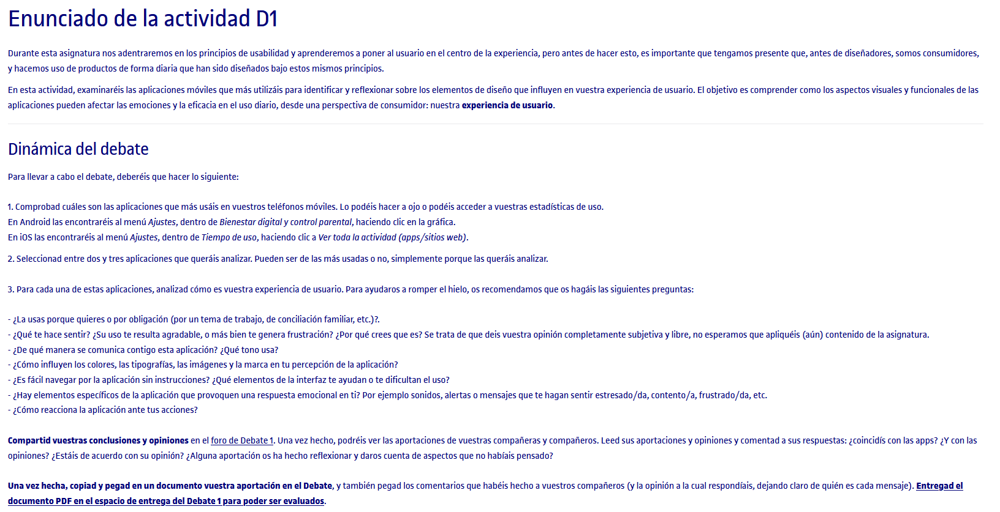 Enunciado de la actividad D1
Durante esta asignatura nos adentraremos en los principios de usabilidad y aprenderemos a poner al usuario en el centro de la experiencia, pero antes de hacer esto, es importante que tengamos presente que, antes de diseñadores, somos consumidores,
y hacemos uso de productos de forma diaria que han sido diseñados bajo estos mismos principios.
En esta actividad, examinaréis las aplicaciones móviles que más utilizáis para identificar y reflexionar sobre los elementos de diseño que influyen en vuestra experiencia de usuario. El objetivo es comprender como los aspectos visuales y funcionales de las
aplicaciones pueden afectar las emociones y la eficacia en el uso diario, desde una perspectiva de consumidor: nuestra experiencia de usuario.
Dinámica del debate
Para llevar a cabo el debate, deberéis que hacer lo siguiente:
1. Comprobad cuáles son las aplicaciones que más usáis en vuestros teléfonos móviles. Lo podéis hacer a ojo o podéis acceder a vuestras estadísticas de uso.
En Android las encontraréis al menú Ajustes, dentro de Bienestar digital y control parental, haciendo clic en la gráfica.
En iOS las encontraréis al menú Ajustes, dentro de Tiempo de uso, haciendo clic a Ver toda la actividad (apps/sitios web).
2. Seleccionad entre dos y tres aplicaciones que queráis analizar. Pueden ser de las más usadas o no, simplemente porque las queráis analizar.
3. Para cada una de estas aplicaciones, analizad cómo es vuestra experiencia de usuario. Para ayudaros a romper el hielo, os recomendamos que os hagáis las siguientes preguntas:
- ¿La usas porque quieres o por obligación (por un tema de trabajo, de conciliación familiar, etc.)?.
- ¿Qué te hace sentir? ¿Su uso te resulta agradable, o más bien te genera frustración? ¿Por qué crees que es? Se trata de que deis vuestra opinión completamente subjetiva y libre, no esperamos que apliquéis (aún) contenido de la asignatura.
- ¿De qué manera se comunica contigo esta aplicación? ¿Qué tono usa?
- ¿Cómo influyen los colores, las tipografías, las imágenes y la marca en tu percepción de la aplicación?
- ¿Es fácil navegar por la aplicación sin instrucciones? ¿Qué elementos de la interfaz te ayudan o te dificultan el uso?
- ¿Hay elementos específicos de la aplicación que provoquen una respuesta emocional en ti? Por ejemplo sonidos, alertas o mensajes que te hagan sentir estresado/da, contento/a, frustrado/da, etc.
- ¿Cómo reacciona la aplicación ante tus acciones?
Compartid vuestras conclusiones y opiniones en el foro de Debate 1. Una vez hecho, podréis ver las aportaciones de vuestras compañeras y compañeros. Leed sus aportaciones y opiniones y comentad a sus respuestas: ¿coincidís con las apps? ¿Y con las
opiniones? ¿Estáis de acuerdo con su opinión? ¿Alguna aportación os ha hecho reflexionar y daros cuenta de aspectos que no habíais pensado?
Una vez hecha, copiad y pegad en un documento vuestra aportación en el Debate, y también pegad los comentarios que habéis hecho a vuestros compañeros (y la opinión a la cual respondíais, dejando claro de quién es cada mensaje). Entregad el
documento PDF en el espacio de entrega del Debate 1 para poder ser evaluados.